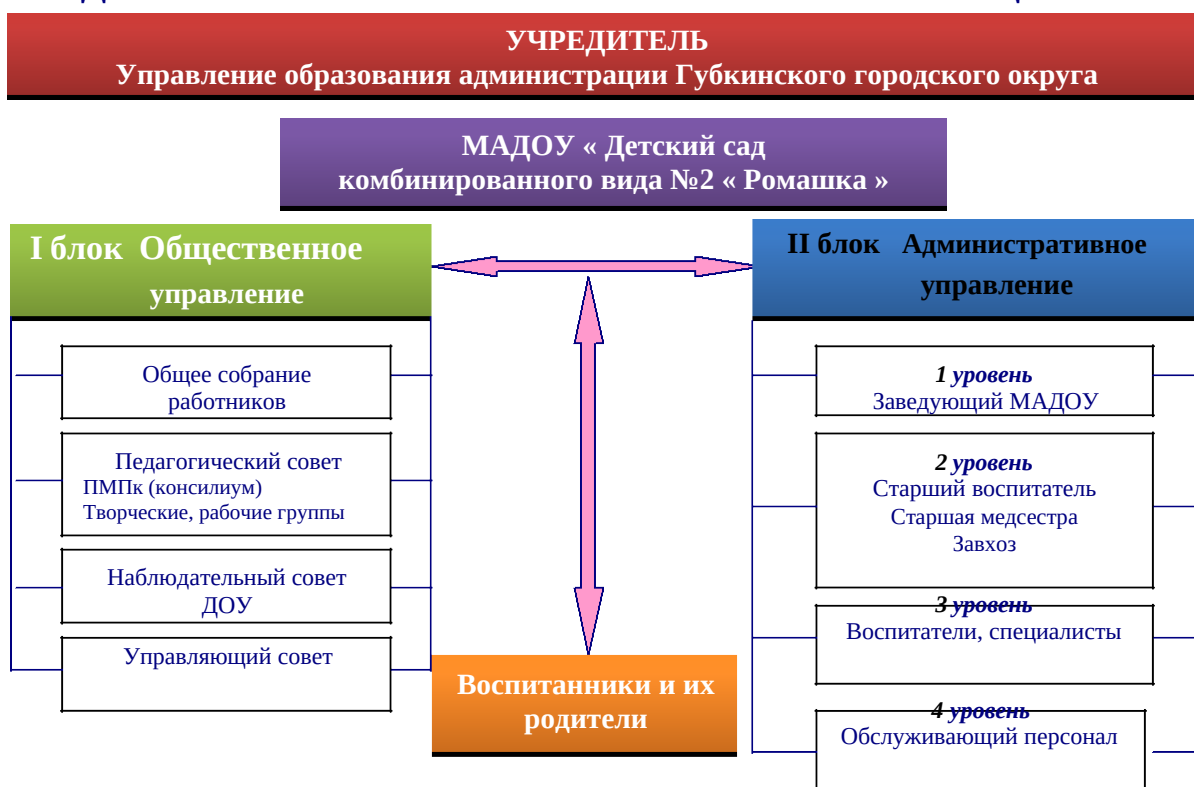 УЧРЕДИТЕЛЬ
Управление образования администрации Губкинского городского округа
МАДОУ « Детский сад
комбинированного вида №2 « Ромашка »
I блок Общественное
управление
Общее собрание
работников
Педагогический совет
ПМПк (консилиум)
Творческие, рабочие группы
Наблюдательный совет
ДОУ
Управляющий совет
II блок Административное
управление
1 уровень
Заведующий МАДОУ
2 уровень
Старший воспитатель
Старшая медсестра
Завхоз
3 уровень
Воспитатели, специалисты
4 уровень
Обслуживающий персонал
Воспитанники и их
родители